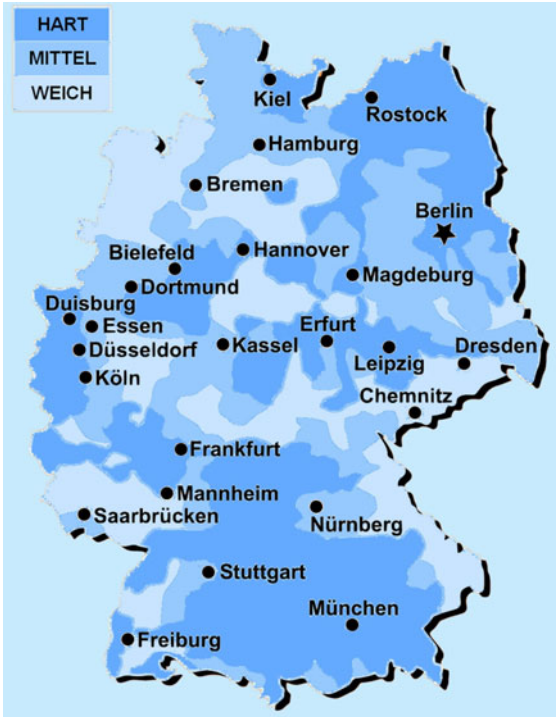 HART
MITTEL
WEICH
Kiel
Rostock
Hamburg
Bremen
Berlin
Hannover
Bielefeld
Magdeburg
Dortmund
Duisburg
Essen
Erfurt
Kassel
Düsseldorf
Leipzig
Dresden
Köln
Chemnitz
Frankfurt
Mannheim
Saarbrücken
Nürnberg
Stuttgart
München
Freiburg